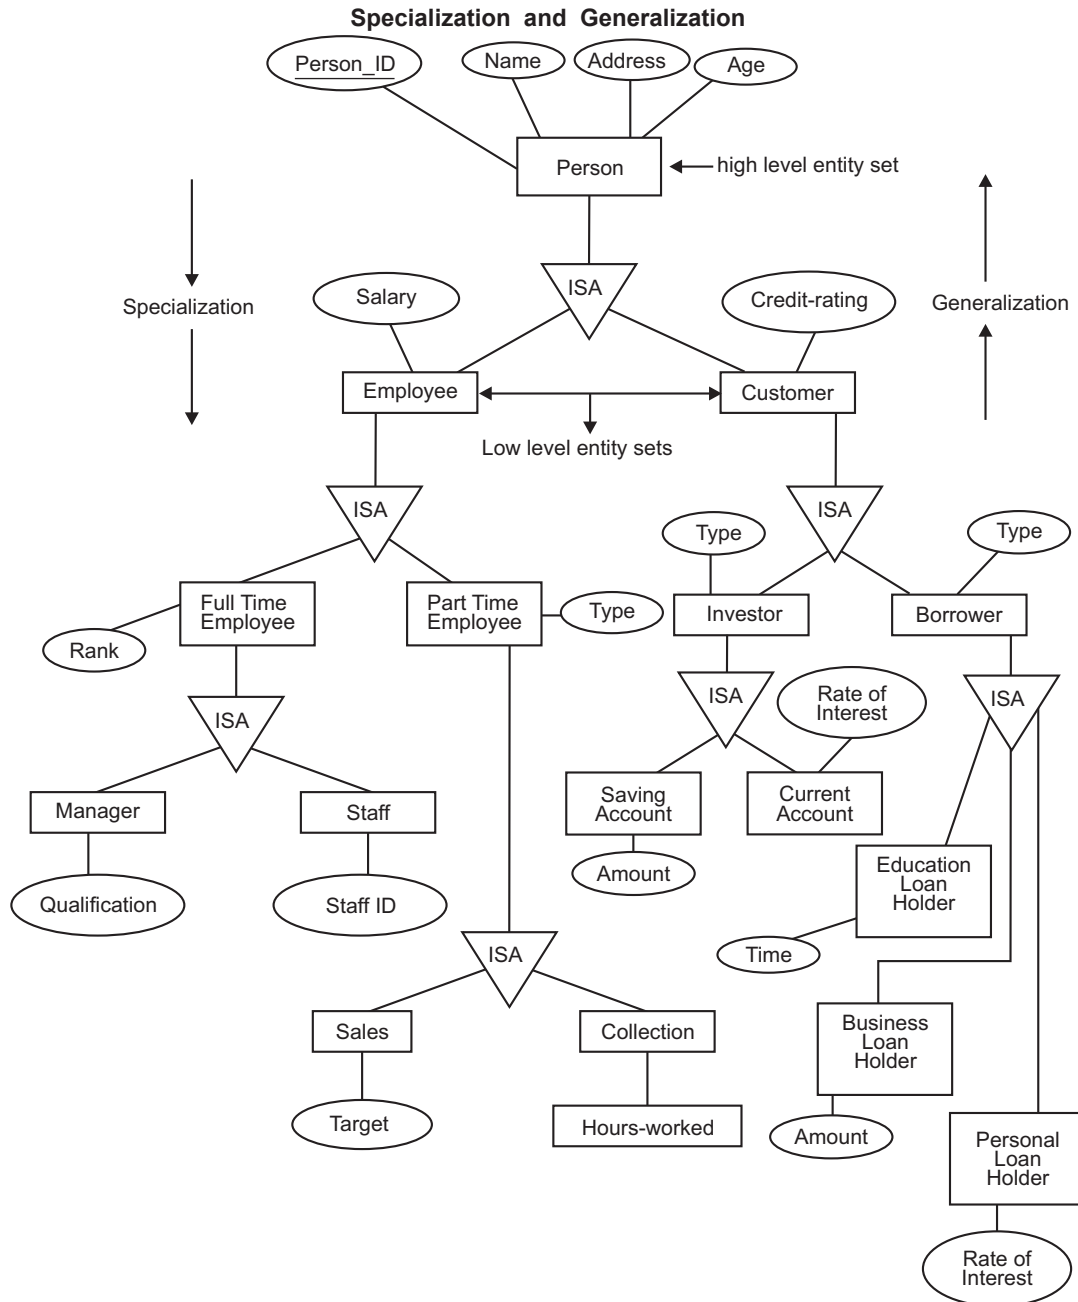 Specialization and Generalization
Person_ID
Name
Address
Age
Person
high level entity set
ISA
Specialization
Salary
Credit-rating
Generalization
Employee
Customer
Low level entity sets
ISA
ISA
Type
Type
Full Time
Employee
Part Time
Employee
Type
Investor
Borrower
Rank
ISA
ISA
Rate of
Interest
ISA
Manager
Staff
Saving
Account
Current
Account
Qualification
Staff ID
Amount
Education
Loan
Holder
ISA
Time
Sales
Collection
Business
Loan
Holder
Target
Hours-worked
Amount
Personal
Loan
Holder
Rate of
Interest